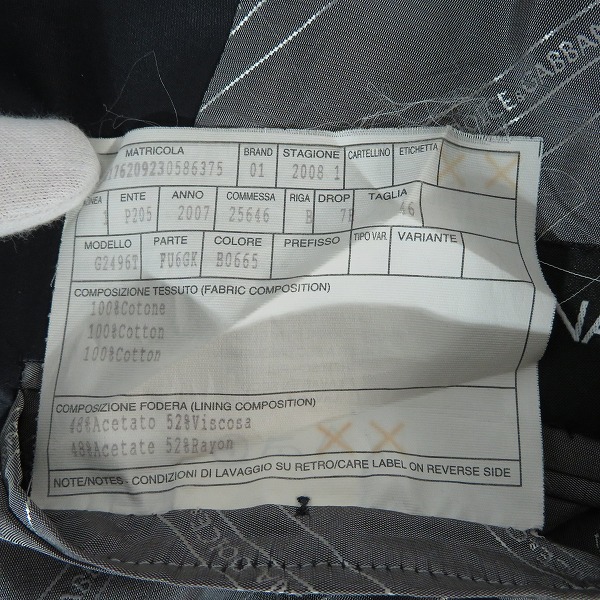 MATRICOLA BRAND STAGIONE CARTELLINO ETICHETTA
76209230586375 01 2008 1
ENTE ANNO COMMESSA RIGA DROP TAGLIA
1 P205 2007 25646 B 46
MODELLO PARTE COLORE PREFISSO TIPO VAR. VARIANTE
G2496T FU6GK B0665
COMPOSIZIONE TESSUTO (FABRIC COMPOSITION)
100%Cotone
100%Cotton
100%Cotton
COMPOSIZIONE FODERA (LINING COMPOSITION)
48%Acetato 52%Viscosa
48%Acetate 52%Rayon
NOTE/NOTES - CONDIZIONI DI LAVAGGIO SU RETRO/CARE LABEL ON REVERSE SIDE